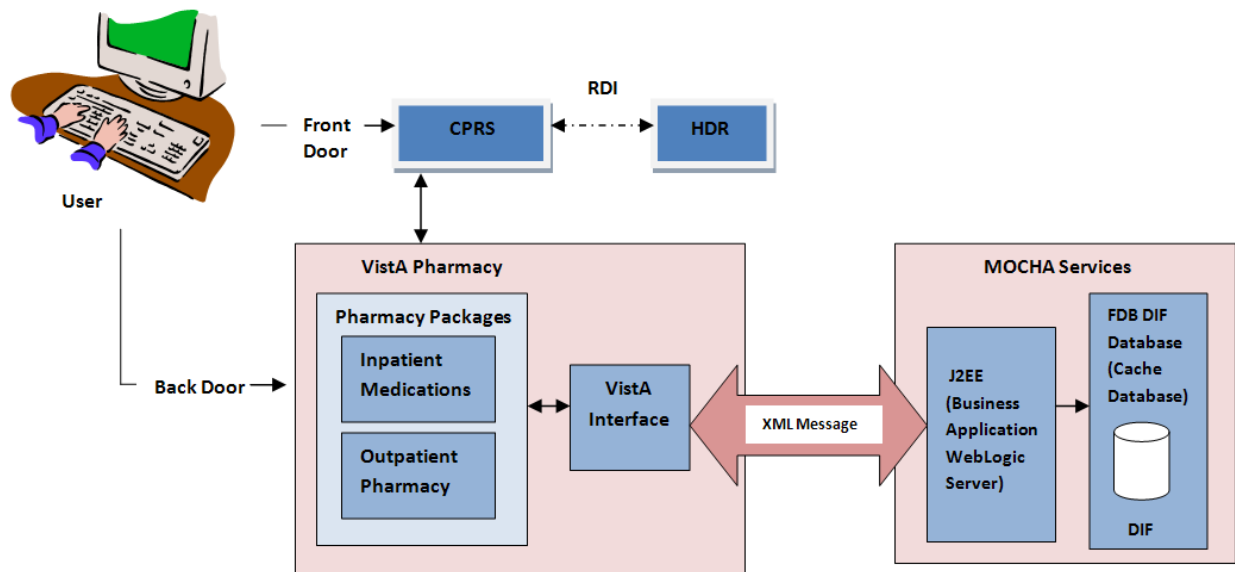 RDI
Front
Door
CPRS
HDR
User
VistA Pharmacy
MOCHA Services
Pharmacy Packages
Inpatient
Medications
Outpatient
Pharmacy
Back Door
VistA
Interface
XML Message
J2EE
(Business
Application
WebLogic
Server)
FDB DIF
Database
(Cache
Database)
DIF